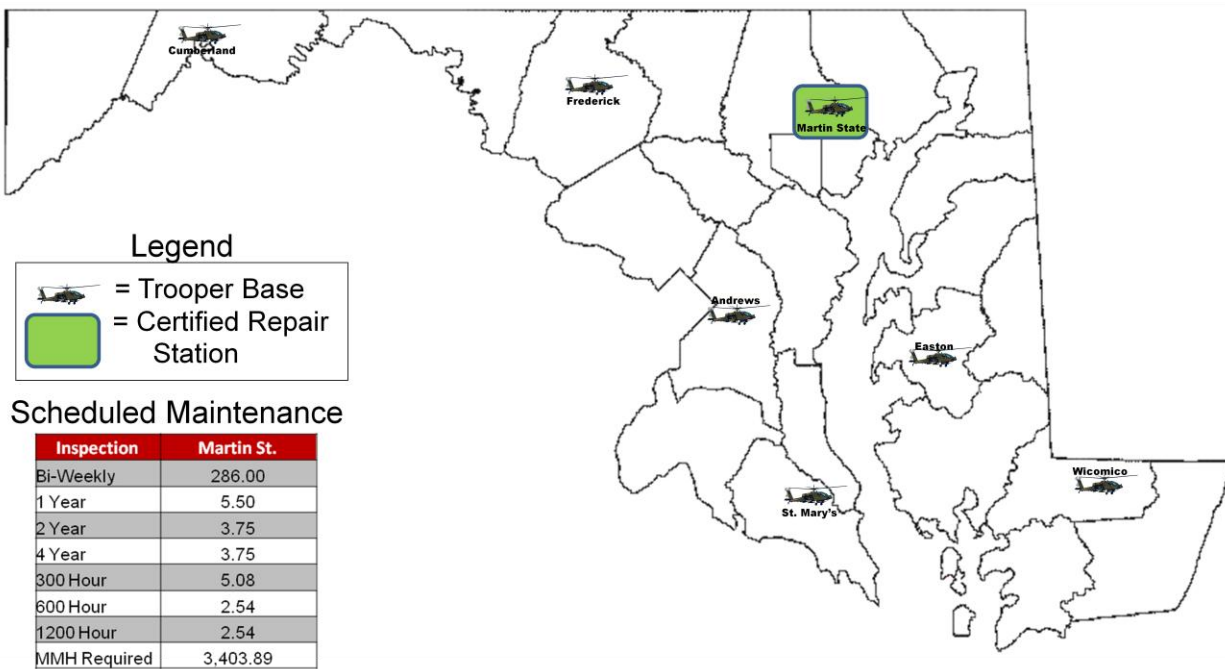 Cumberland
Frederick
Martin State
Legend
= Trooper Base
= Certified Repair
Station
Andrews
Easton
Wicomico
St. Mary's
Scheduled Maintenance
Inspection Martin St.
Bi-Weekly 286.00
1 Year 5.50
2 Year 3.75
4 Year 3.75
300 Hour 5.08
600 Hour 2.54
1200 Hour 2.54
MMH Required 3,403.89